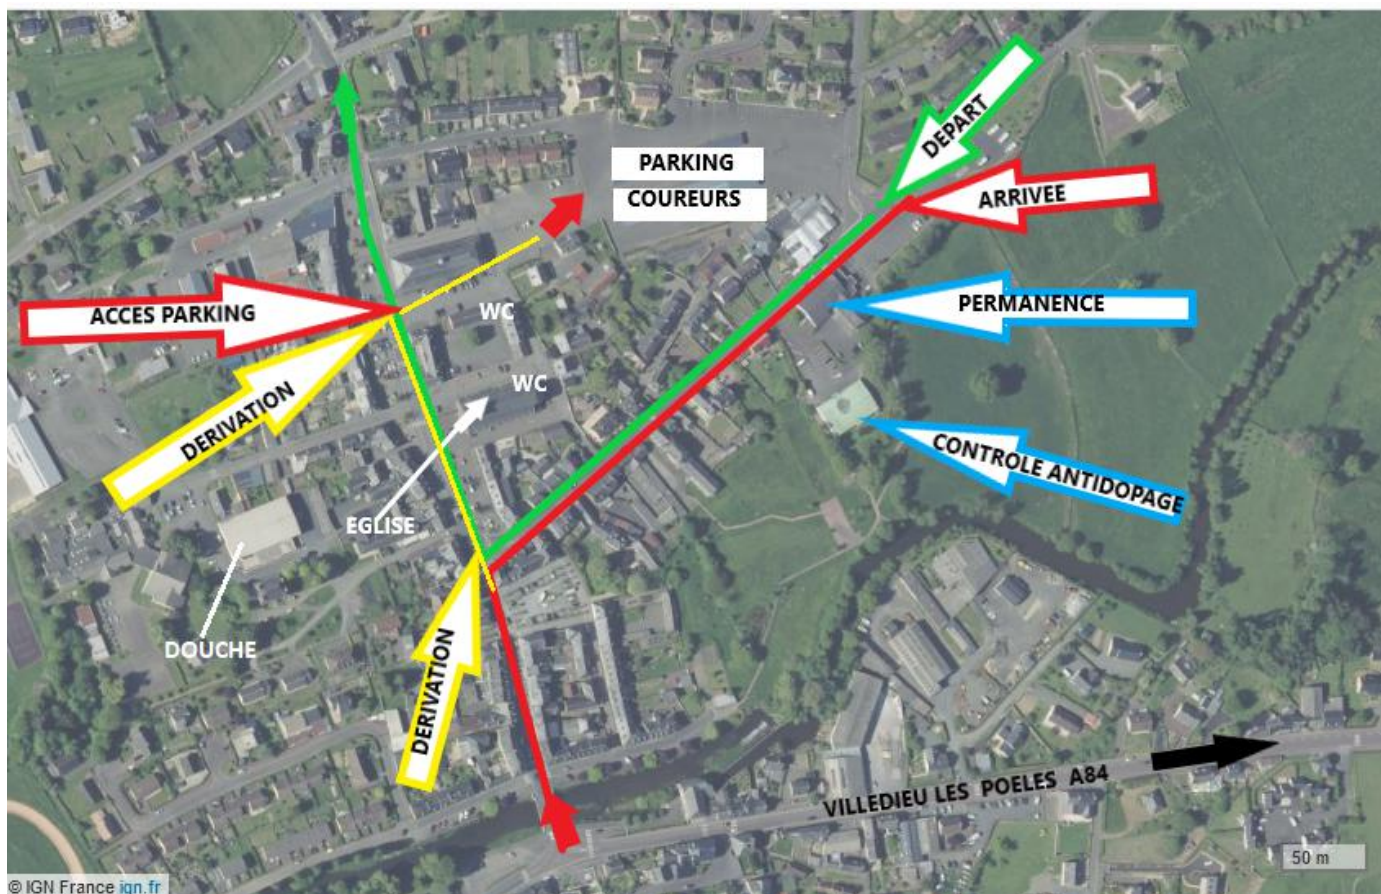 DEPART
PARKING
COUREURS
ARRIVEE
ACCES PARKING
WC
PERMANENCE
WC
DERIVATION
CONTROLE ANTIDOPAGE
EGLISE
DOUCHE
DERIVATION
VILLEDIEU LES POELES A84
50 m
© IGN France ign.fr